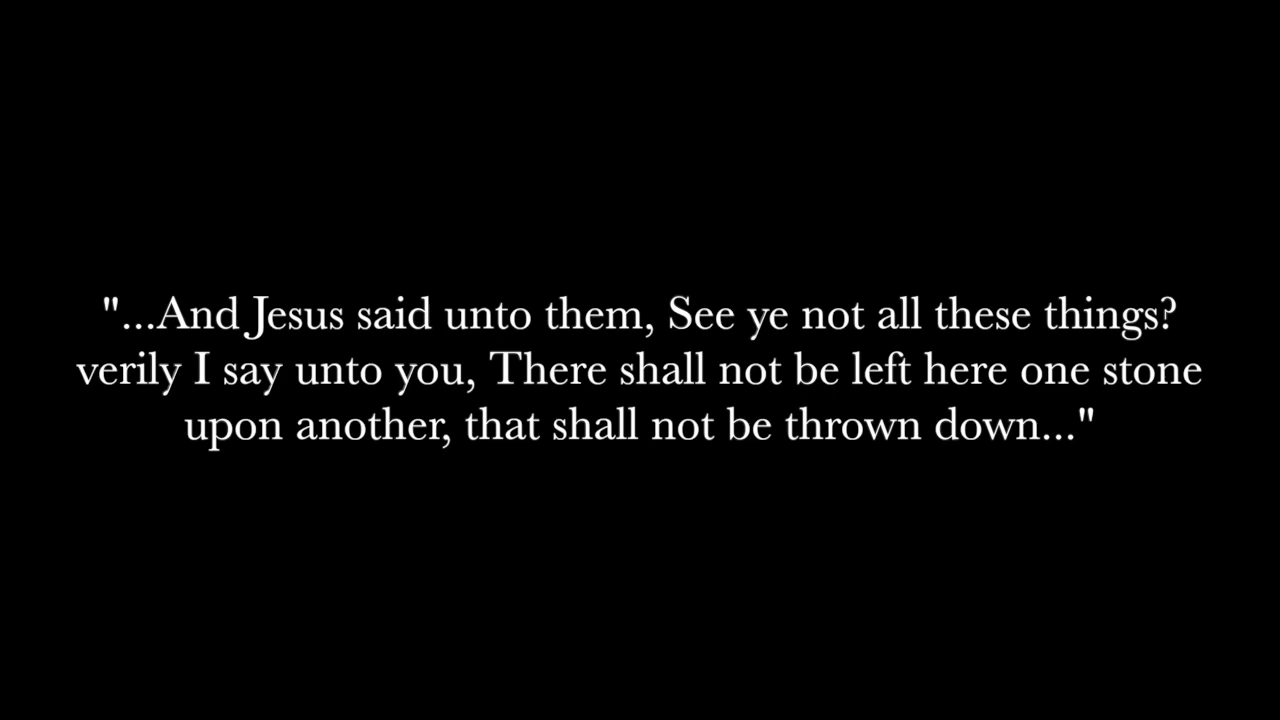 "...And Jesus said unto them, See ye not all these things?
verily I say unto you, There shall not be left here one stone
upon another, that shall not be thrown down..."